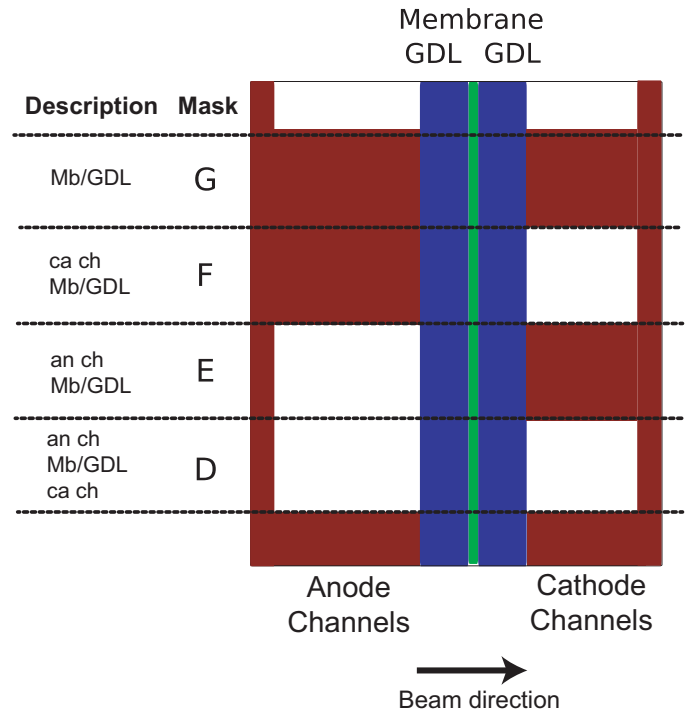 Membrane
GDL GDL
Description Mask
Mb/GDL G
ca ch
Mb/GDL
F
an ch
Mb/GDL
E
an ch
Mb/GDL
ca ch
D
Anode
Channels
Cathode
Channels
Beam direction